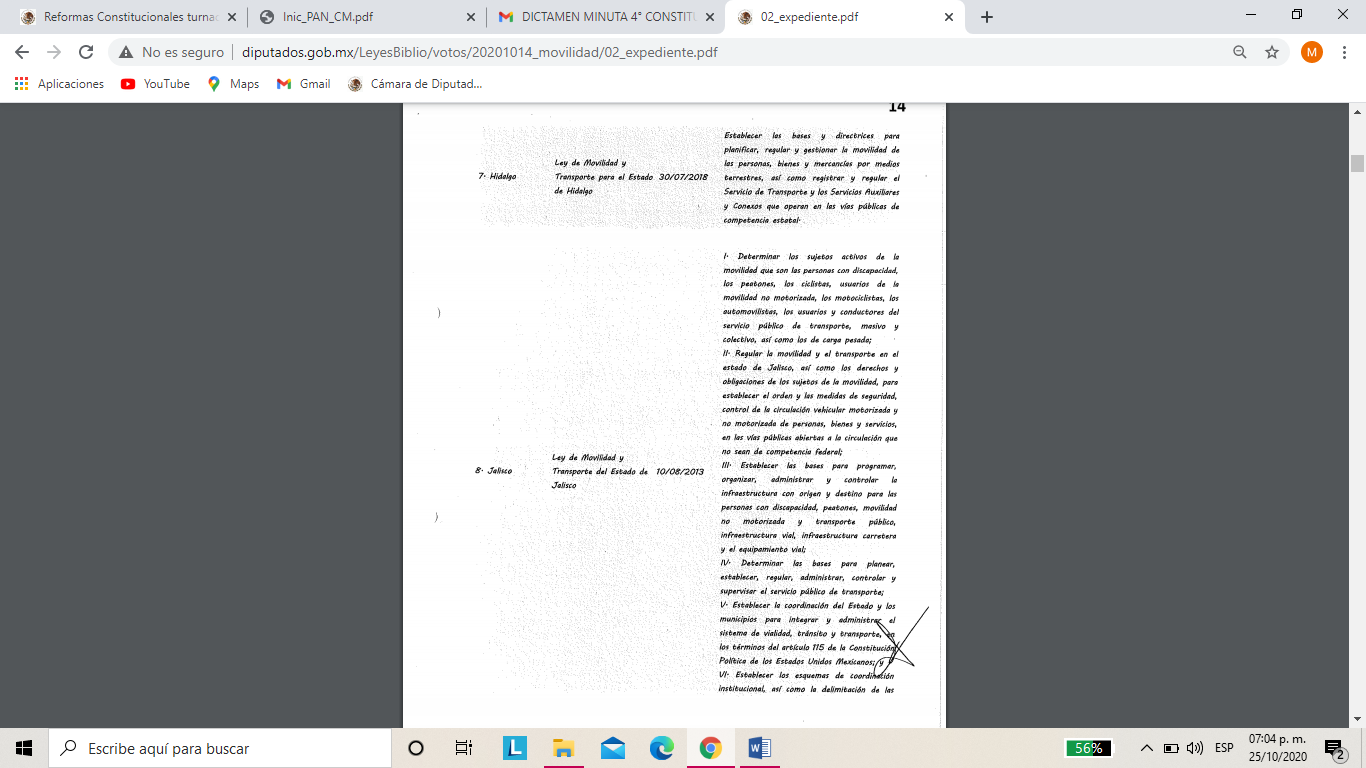 Reformas Constitucionales turna
Inic_PAN_CM.pdf
DICTAMEN MINUTA 4° CONSTITU
02_expediente.pdf
No es seguro
diputados.gob.mx/LeyesBiblio/votos/20201014_movilidad/02_expediente.pdf
M
Aplicaciones
YouTube
Maps
Gmail
Cámara de Diputad...
14
7. Hidalgo
Ley de Movilidad y
Transporte para el Estado 30/07/2018
de Hidalgo
Establecer las bases y directrices para
planificar, regular y gestionar la movilidad de
las personas, bienes y mercancías por medios
terrestres, así como registrar y regular el
Servicio de Transporte y los Servicios Auxiliares
y Conexos que operan en las vías públicas de
competencia estatal.
8. Jalisco
Ley de Movilidad y
Transporte del Estado de 10/08/2013
Jalisco
I. Determinar los sujetos activos de la
movilidad que son las personas con discapacidad,
los peatones, los ciclistas, usuarios de la
movilidad no motorizada, los motociclistas, los
automovilistas, los usuarios y conductores del
servicio público de transporte, masivo y
colectivo, así como los de carga pesada;
II. Regular la movilidad y el transporte en el
estado de Jalisco, así como los derechos y
obligaciones de los sujetos de la movilidad, para
establecer el orden y las medidas de seguridad,
control de la circulación vehicular motorizada y
no motorizada de personas, bienes y servicios,
en las vías públicas abiertas a la circulación que
no sean de competencia federal;
III. Establecer las bases para programar,
organizar, administrar y controlar la
infraestructura con origen y destino para las
personas con discapacidad, peatones, movilidad
no motorizada y transporte público,
infraestructura vial, infraestructura carretera
y el equipamiento vial;
IV. Determinar las bases para planear,
establecer, regular, administrar, controlar y
supervisar el servicio público de transporte;
V. Establecer la coordinación del Estado y los
municipios para integrar y administrar el
sistema de vialidad, tránsito y transporte, en
los términos del artículo 115 de la Constitución
Política de los Estados Unidos Mexicanos; y
VI. Establecer los esquemas de coordinación
institucional, así como la delimitación de las
Escribe aquí para buscar
L
56%
ESP
07:04 p. m.
25/10/2020
2